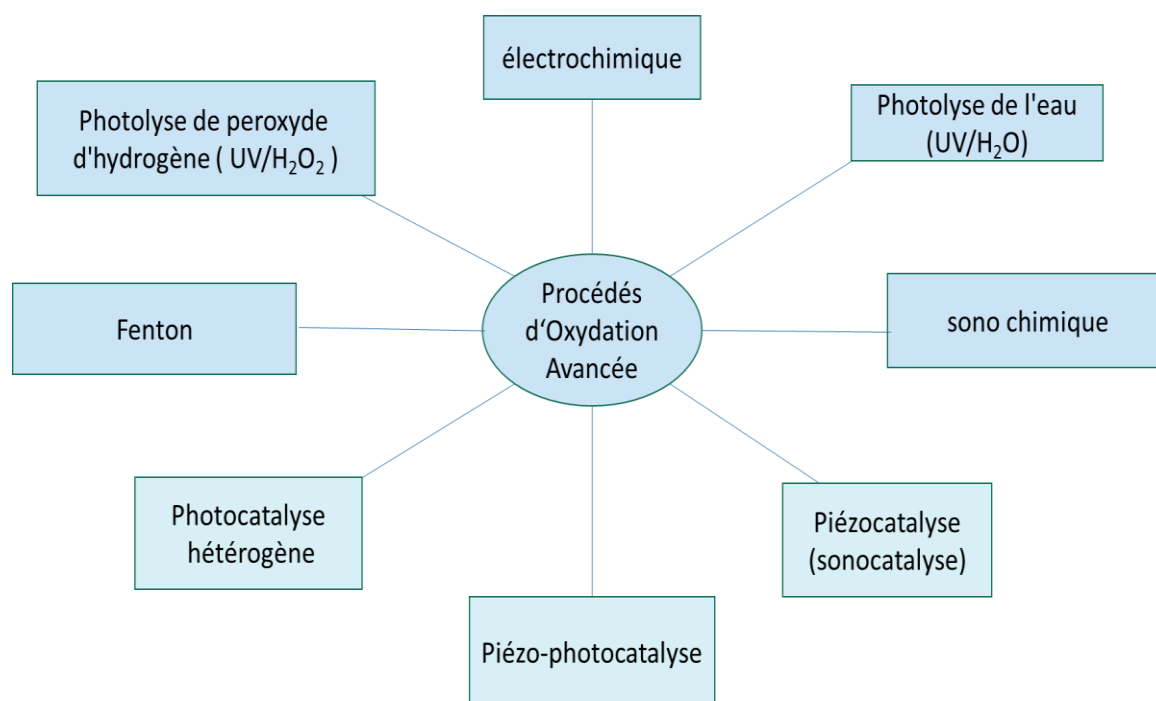 électrochimique
Photolyse de peroxyde
d'hydrogène ( UV/H₂O₂ )
Photolyse de l'eau
(UV/H₂O)
Procédés
d‘Oxydation
Avancée
Fenton
sono chimique
Photocatalyse
hétérogène
Piézocatalyse
(sonocatalyse)
Piézo-photocatalyse